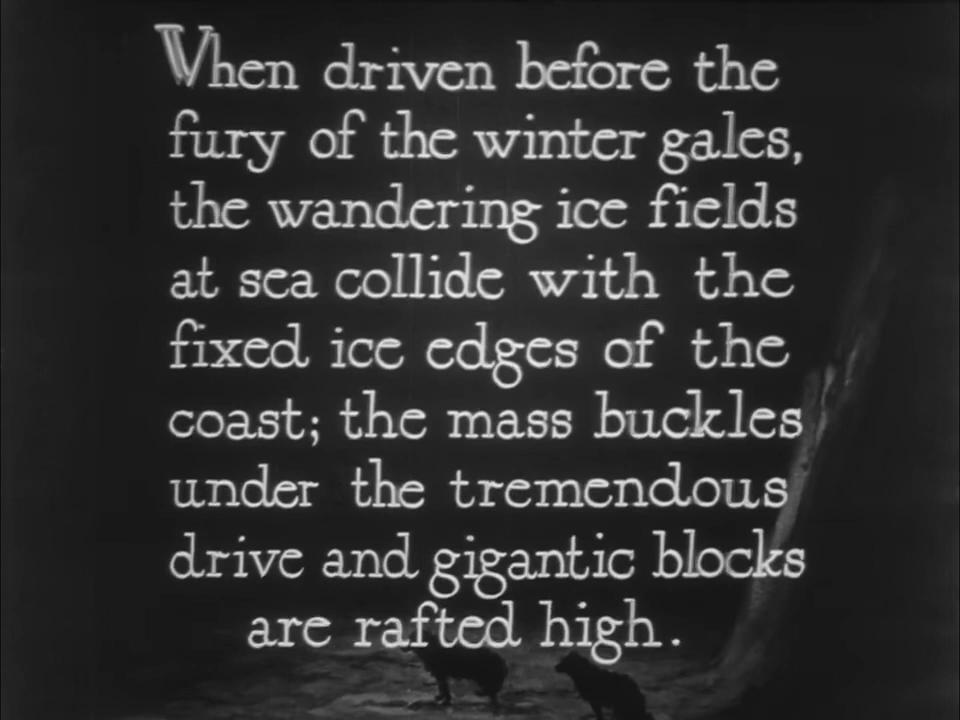 When driven before the
fury of the winter gales,
the wandering ice fields
at sea collide with the
fixed ice edges of the
coast; the mass buckles
under the tremendous
drive and gigantic blocks
are rafted high.